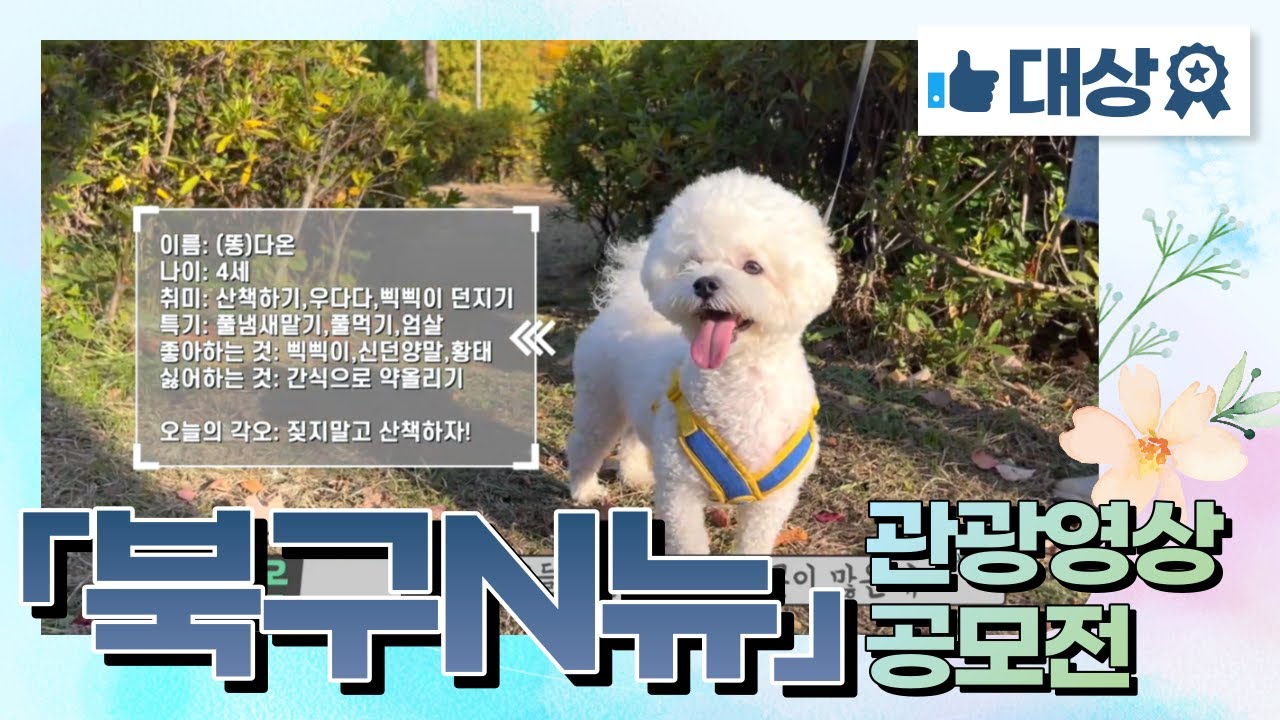 대상
이름: (똥)다온
나이: 4세
취미: 산책하기,우다다,삑삑이 던지기
특기: 풀냄새맡기,풀먹기,엄살
좋아하는 것: 삑삑이,신던양말,황태
싫어하는 것: 간식으로 약올리기
오늘의 각오: 짖지말고 산책하자!
「북구N뉴」
관광영상
공모전